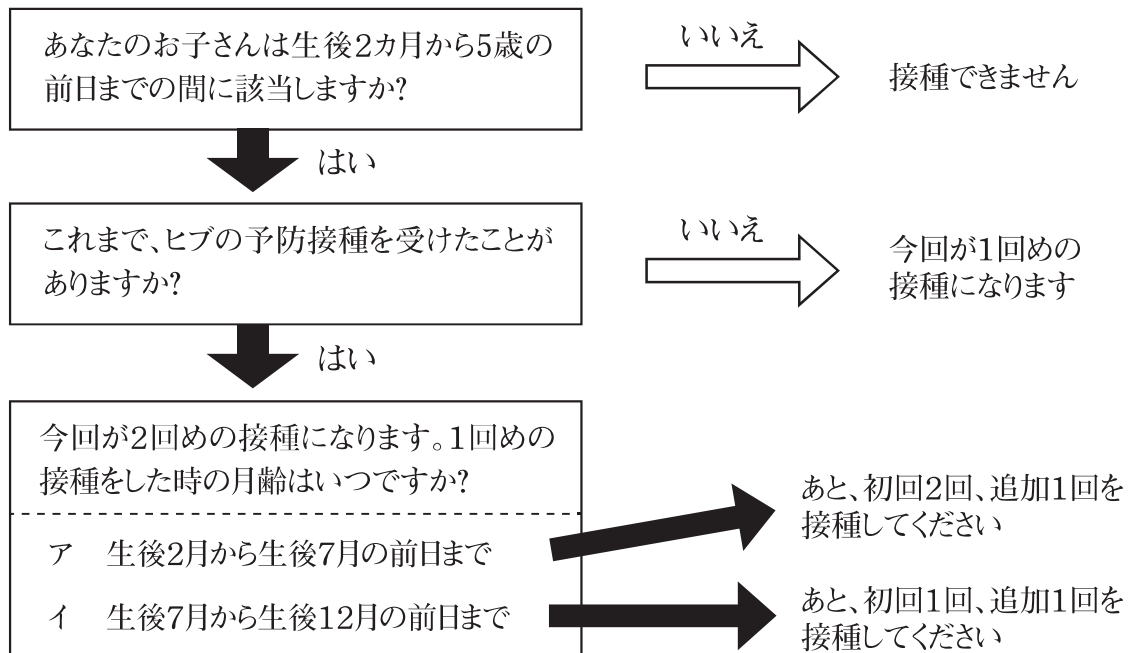 あなたのお子さんは生後2カ月から5歳の
前日までの間に該当しますか?
いいえ
接種できません
はい
これまで、ヒブの予防接種を受けたことが
ありますか?
いいえ
今回が1回めの
接種になります
はい
今回が2回めの接種になります。1回めの
接種をした時の月齢はいつですか?
ア 生後2月から生後7月の前日まで
あと、初回2回、追加1回を
接種してください
イ 生後7月から生後12月の前日まで
あと、初回1回、追加1回を
接種してください